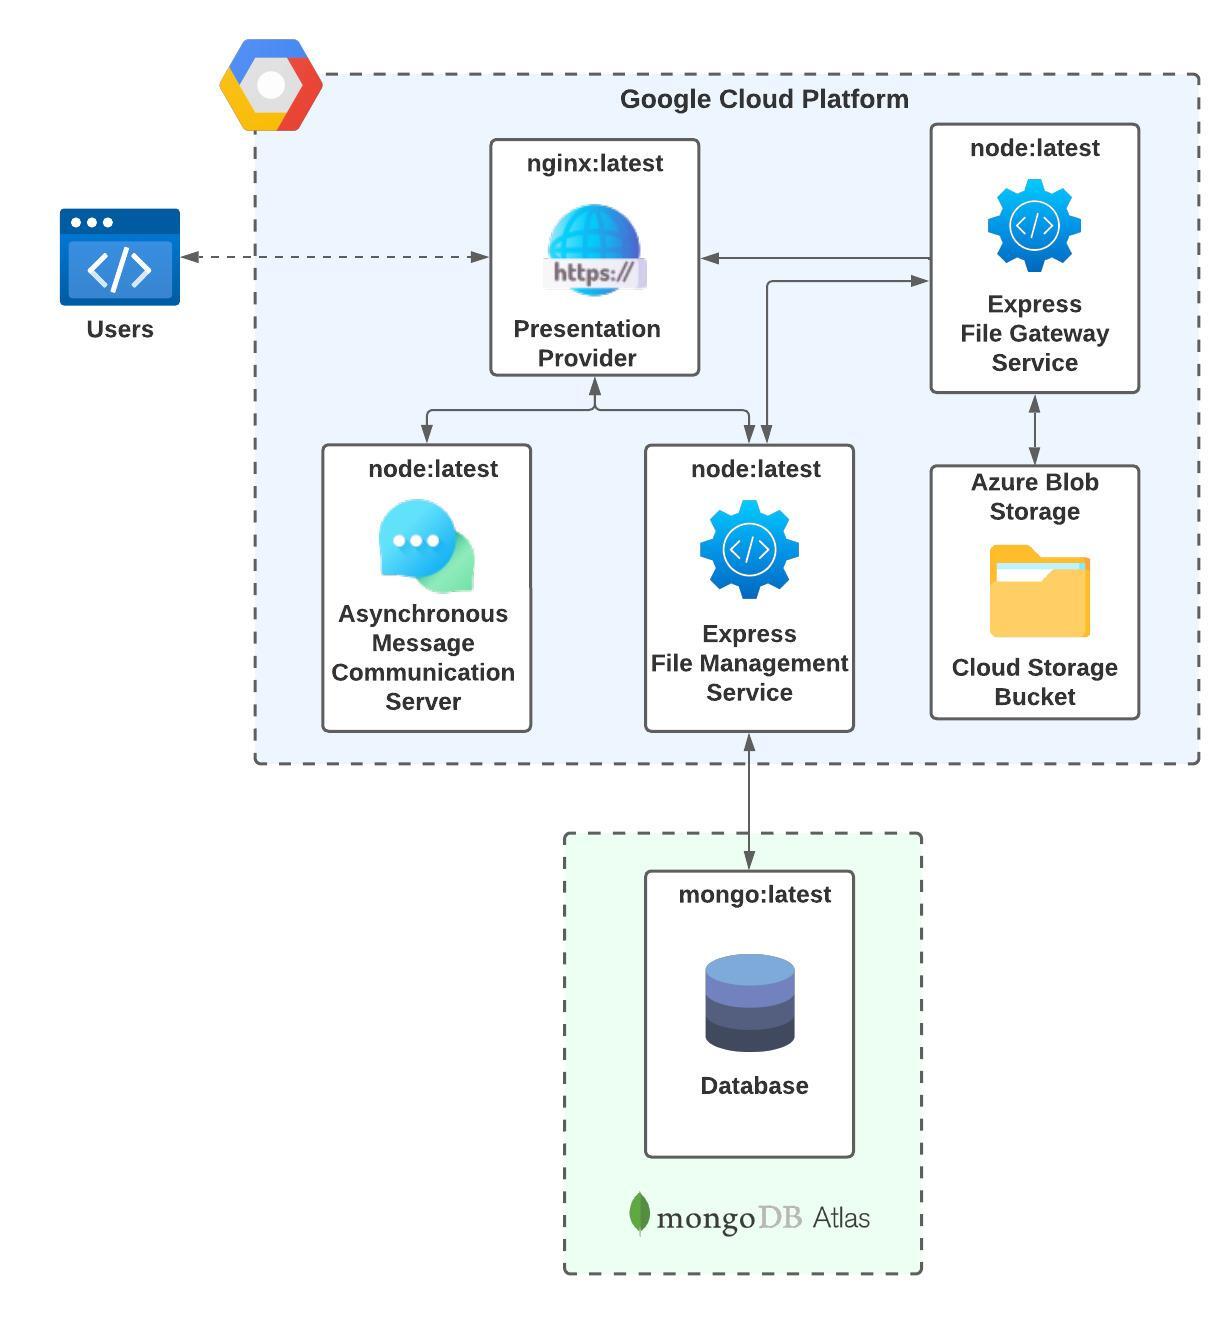 Google Cloud Platform
nginx:latest
https://
Presentation
Provider
node:latest
Express
File Gateway
Service
Users
node:latest
Asynchronous
Message
Communication
Server
node:latest
Express
File Management
Service
Azure Blob
Storage
Cloud Storage
Bucket
mongo:latest
Database
mongoDB Atlas